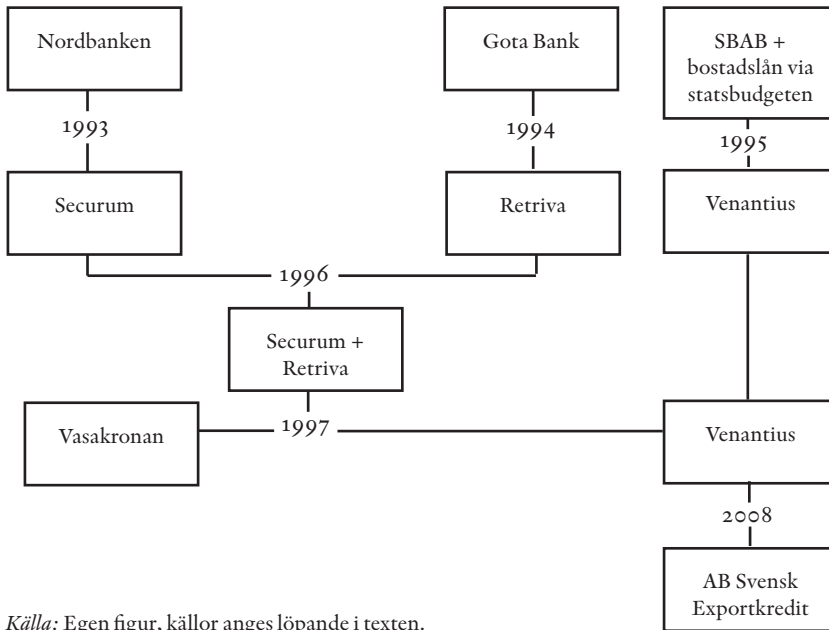 Nordbanken
Gota Bank
SBAB +
bostadslån via
statsbudgeten
1993
1994
1995
Securum
Retriva
Venantius
1996
Securum +
Retriva
Vasakronan
1997
Venantius
2008
AB Svensk
Exportkredit
Källa: Egen figur, källor anges löpande i texten.